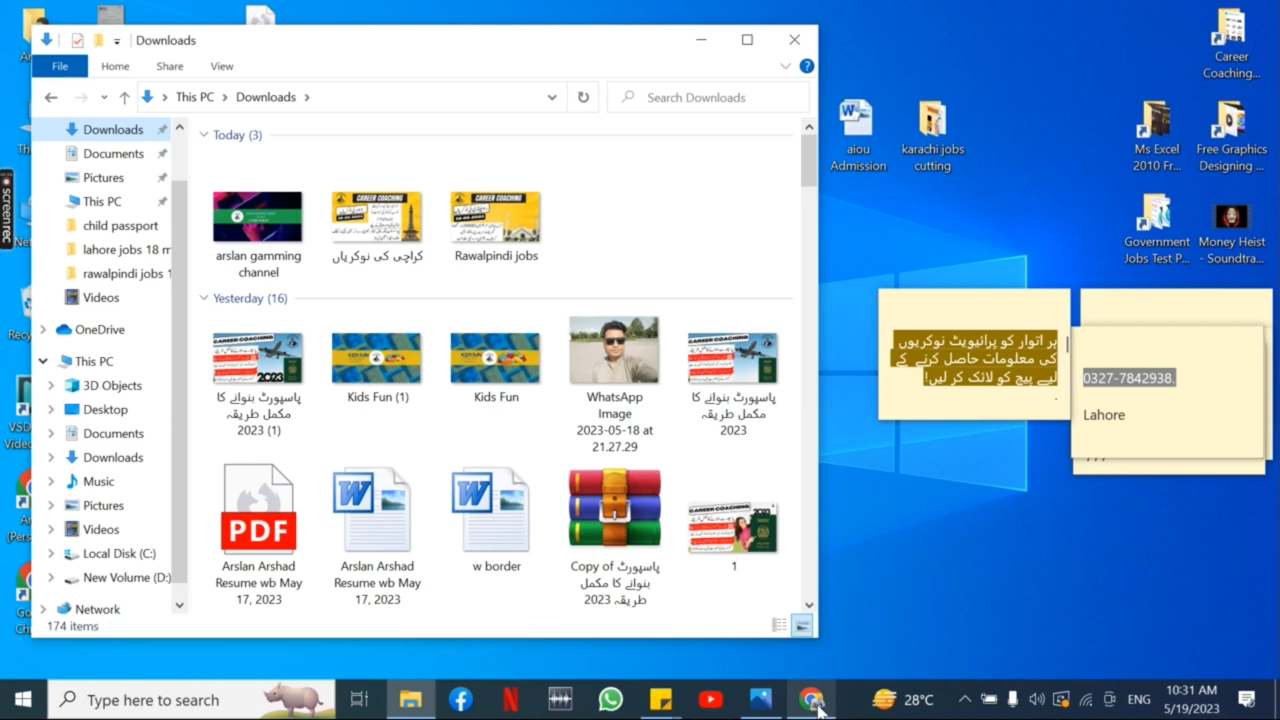 Downloads
File
Home
Share
View
This PC
Downloads
Search Downloads
Downloads
Documents
Pictures
This PC
child passport
lahore jobs 18 m
rawalpindi jobs 1
Videos
OneDrive
This PC
3D Objects
Desktop
Documents
Downloads
Music
Pictures
Videos
Local Disk (C:)
New Volume (D:)
Network
174 items
Today (3)
arslan gamming
channel
کراچی کی نوکریاں
Rawalpindi jobs
CAREER COACHING
CAREER COACHING
Yesterday (16)
پاسپورٹ بنوانے کا
مکمل طریقہ
2023 (1)
Kids Fun (1)
Kids Fun
WhatsApp
Image
2023-05-18 at
21.27.29
پاسپورٹ بنوانے کا
مکمل طریقہ
2023
PDF
Arslan Arshad
Resume wb May
17, 2023
Arslan Arshad
Resume wb May
17, 2023
w border
Copy of پاسپورٹ
بنوانے کا مکمل
طریقہ 2023
1
aiou
Admission
karachi jobs
cutting
Career
Coaching...
Ms Excel
2010 Fr...
Free Graphics
Designing ...
Government
Jobs Test P...
Money Heist
- Soundtra...
ہر اتوار کو پرائیویٹ نوکریوں
کی معلومات حاصل کرنے کے
لیے پیج کو لائک کر لیں!
.
0327-7842938.
Lahore
screenrec
Type here to search
28°C
ENG
10:31 AM
5/19/2023